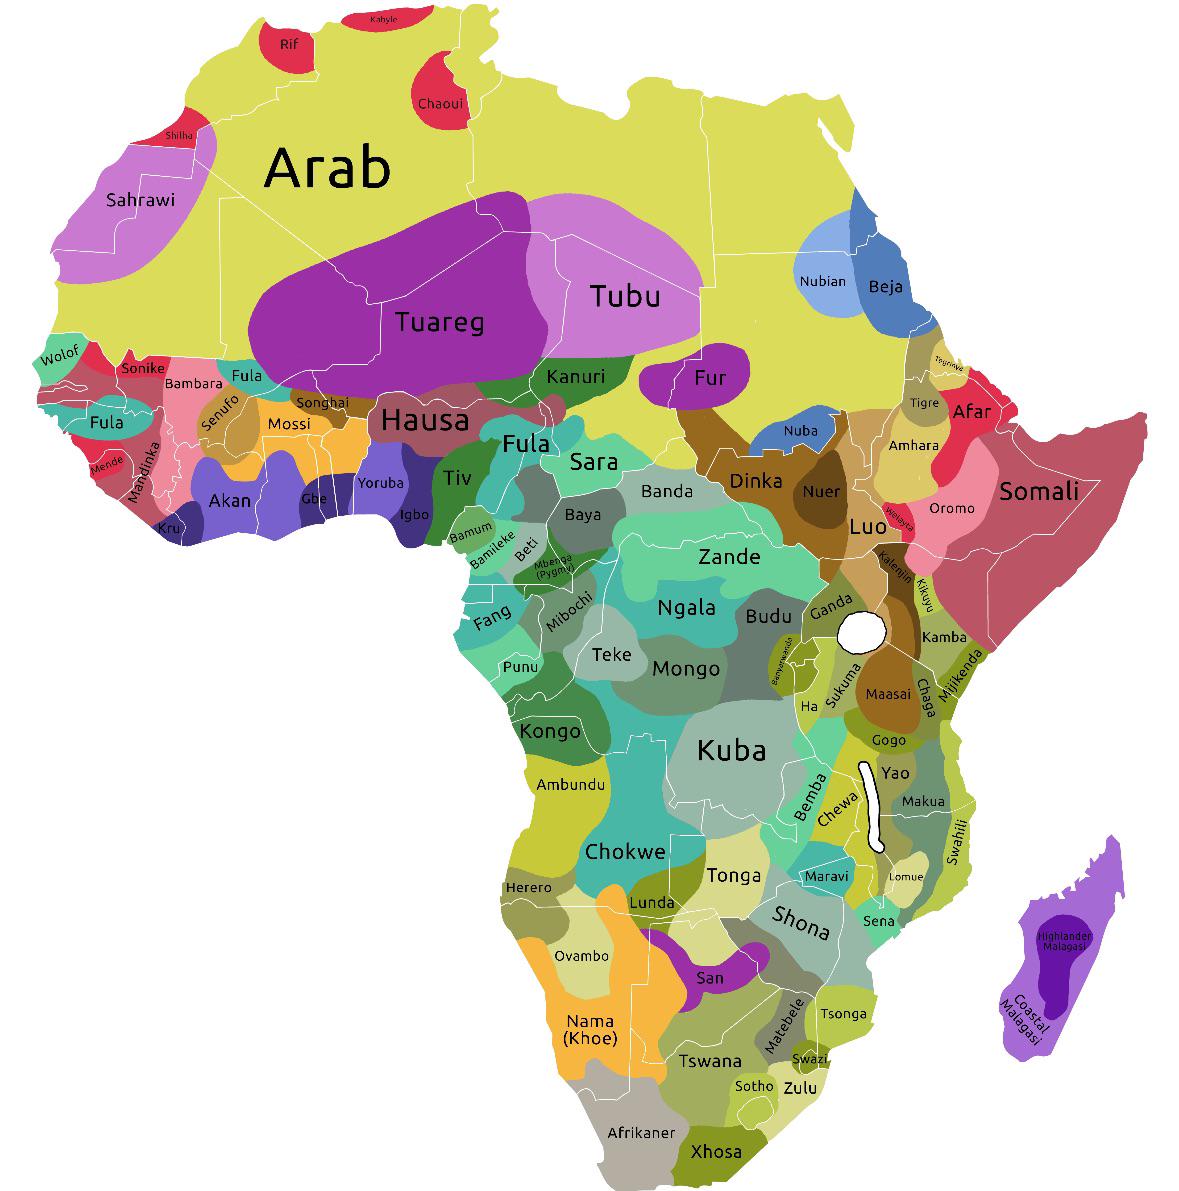 Kabyle
Rif
Chaoui
Shilha
Arab
Sahrawi
Nubian
Beja
Tubu
Tuareg
Wolof
Sonike
Bambara
Fula
Songhai
Kanuri
Fur
Tigrinya
Tigre
Afar
Fula
Senufo
Mossi
Hausa
Fula
Nuba
Amhara
Mende
Mandinka
Akan
Gbe
Yoruba
Igbo
Tiv
Sara
Banda
Dinka
Nuer
Luo
Welayta
Oromo
Somali
Kru
Bamum
Bamileke
Beti
Baya
Mbenga
(Pygmy)
Zande
Kalenjin
Kikuyu
Fang
Mibochi
Ngala
Budu
Ganda
Kamba
Punu
Teke
Mongo
Banyarwanda
Ha
Sukuma
Maasai
Chaga
Mijikenda
Kongo
Kuba
Gogo
Ambundu
Bemba
Chewa
Yao
Makua
Swahili
Chokwe
Tonga
Maravi
Lomue
Herero
Lunda
Shona
Sena
Ovambo
San
Highlander
Malagasi
Coastal
Malagasi
Nama
(Khoe)
Tswana
Matebele
Tsonga
Swazi
Sotho
Zulu
Afrikaner
Xhosa